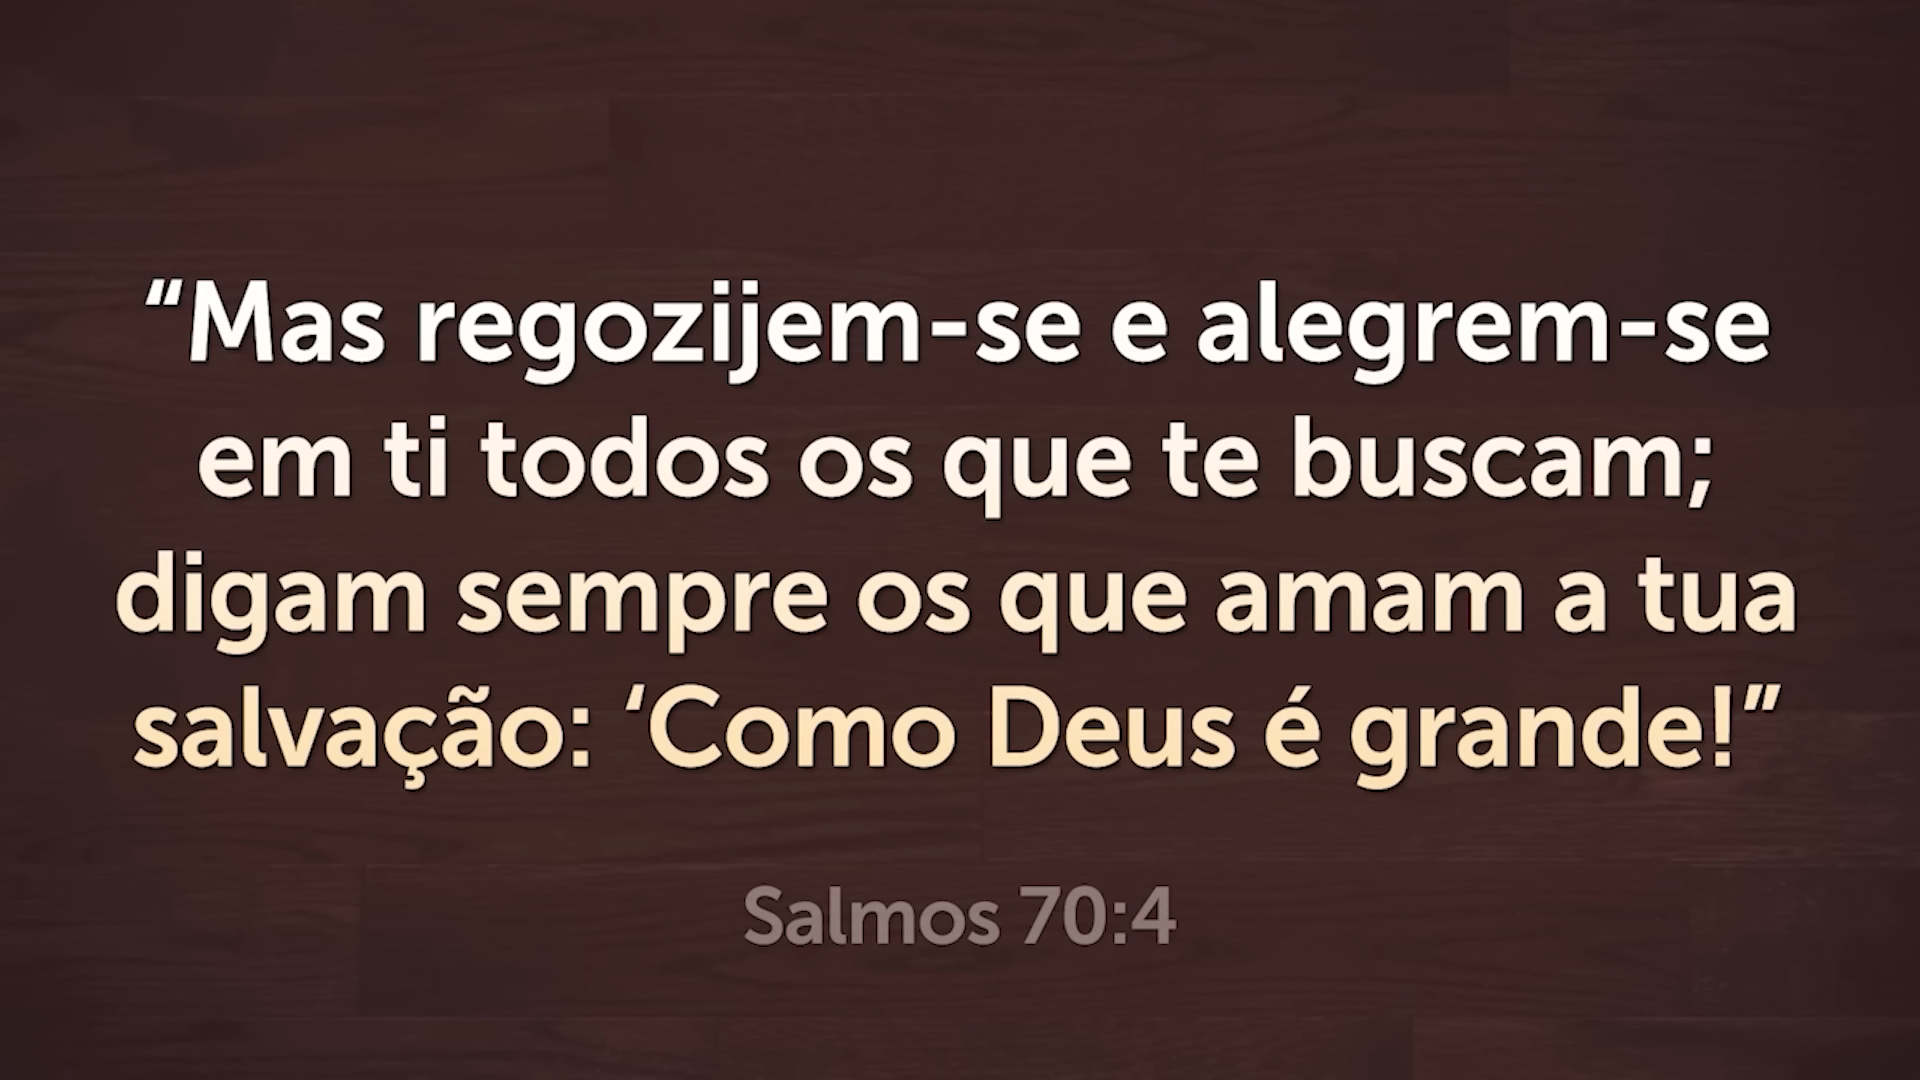 “Mas regozijem-se e alegrem-se
em ti todos os que te buscam;
digam sempre os que amam a tua
salvação: ‘Como Deus é grande!”
Salmos 70:4